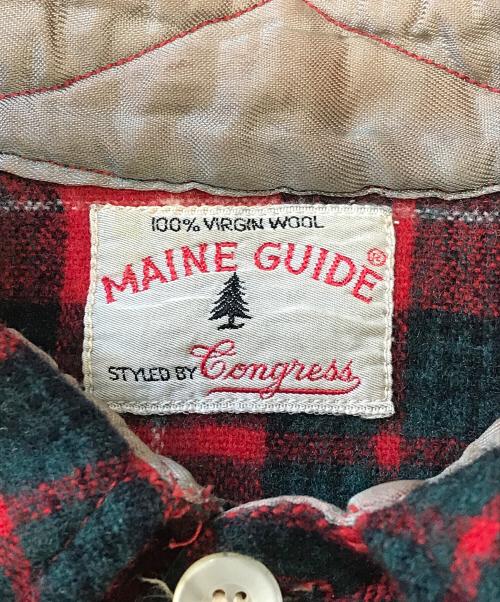 100% VIRGIN WOOL
MAINE GUIDE®
STYLED BY Congress